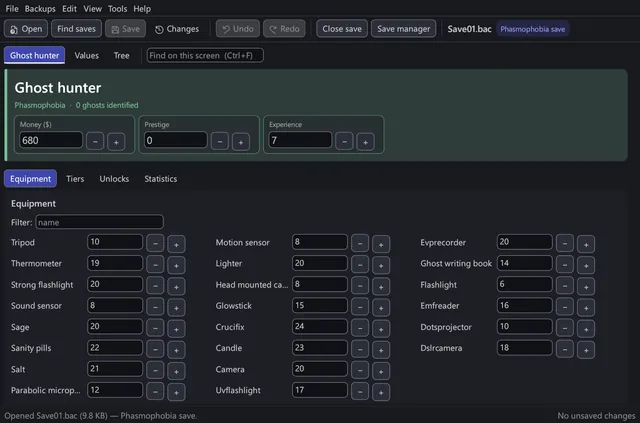 File Backups Edit View Tools Help
Open Find saves Save Changes Undo Redo Close save Save manager Save01.bac Phasmophobia save
Ghost hunter Values Tree Find on this screen (Ctrl+F)
Ghost hunter
Phasmophobia · 0 ghosts identified
Money ($) Prestige Experience
680 − + 0 − + 7 − +
Equipment Tiers Unlocks Statistics
Equipment
Filter: name
Tripod 10 − + Motion sensor 8 − + Evprecorder 20 − +
Thermometer 19 − + Lighter 20 − + Ghost writing book 14 − +
Strong flashlight 20 − + Head mounted ca... 8 − + Flashlight 6 − +
Sound sensor 8 − + Glowstick 15 − + Emfreader 16 − +
Sage 20 − + Crucifix 24 − + Dotsprojector 10 − +
Sanity pills 22 − + Candle 23 − + Dslrcamera 18 − +
Salt 21 − + Camera 20 − +
Parabolic microp... 12 − + Uvflashlight 17 − +
Opened Save01.bac (9.8 KB) — Phasmophobia save. No unsaved changes